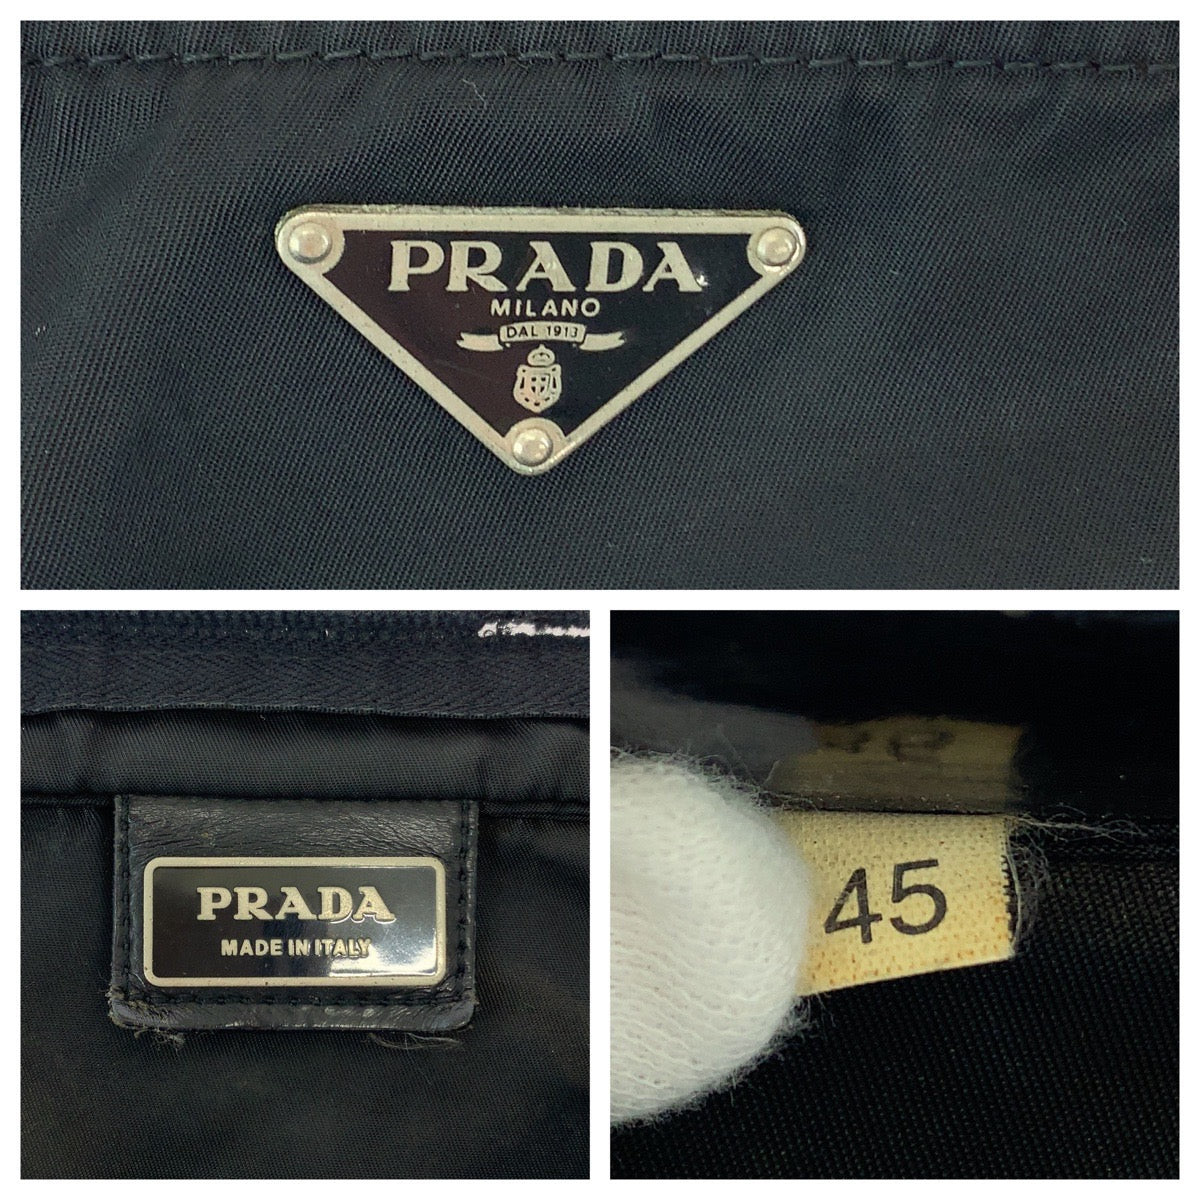 PRADA
MILANO
DAL 1913
PRADA
MADE IN ITALY
45